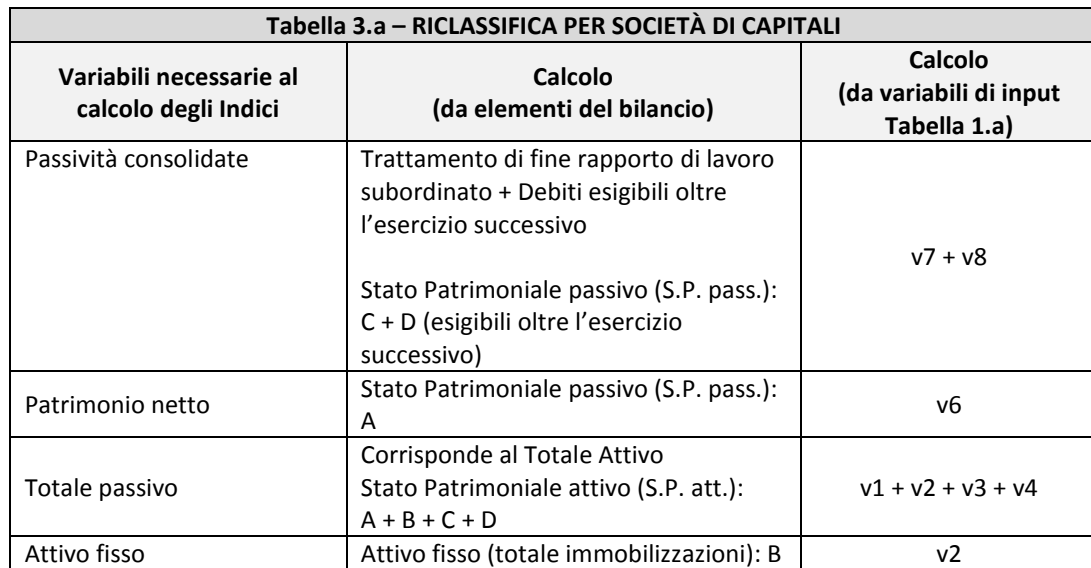 Tabella 3.a – RICLASSIFICA PER SOCIETÀ DI CAPITALI
Variabili necessarie al
calcolo degli Indici
Calcolo
(da elementi del bilancio)
Calcolo
(da variabili di input
Tabella 1.a)
Passività consolidate
Trattamento di fine rapporto di lavoro
subordinato + Debiti esigibili oltre
l’esercizio successivo
Stato Patrimoniale passivo (S.P. pass.):
C + D (esigibili oltre l’esercizio
successivo)
v7 + v8
Patrimonio netto
Stato Patrimoniale passivo (S.P. pass.):
A
v6
Totale passivo
Corrisponde al Totale Attivo
Stato Patrimoniale attivo (S.P. att.):
A + B + C + D
v1 + v2 + v3 + v4
Attivo fisso
Attivo fisso (totale immobilizzazioni): B
v2